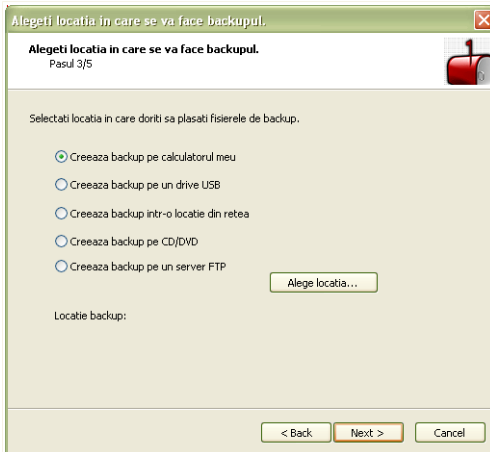 Alegeti locatia in care se va face backupul.
Alegeti locatia in care se va face backupul.
Pasul 3/5
Selectati locatia in care doriti sa plasati fisierele de backup.
Creeaza backup pe calculatorul meu
Creeaza backup pe un drive USB
Creeaza backup intr-o locatie din retea
Creeaza backup pe CD/DVD
Creeaza backup pe un server FTP
Alege locatia...
Locatie backup:
< Back
Next >
Cancel